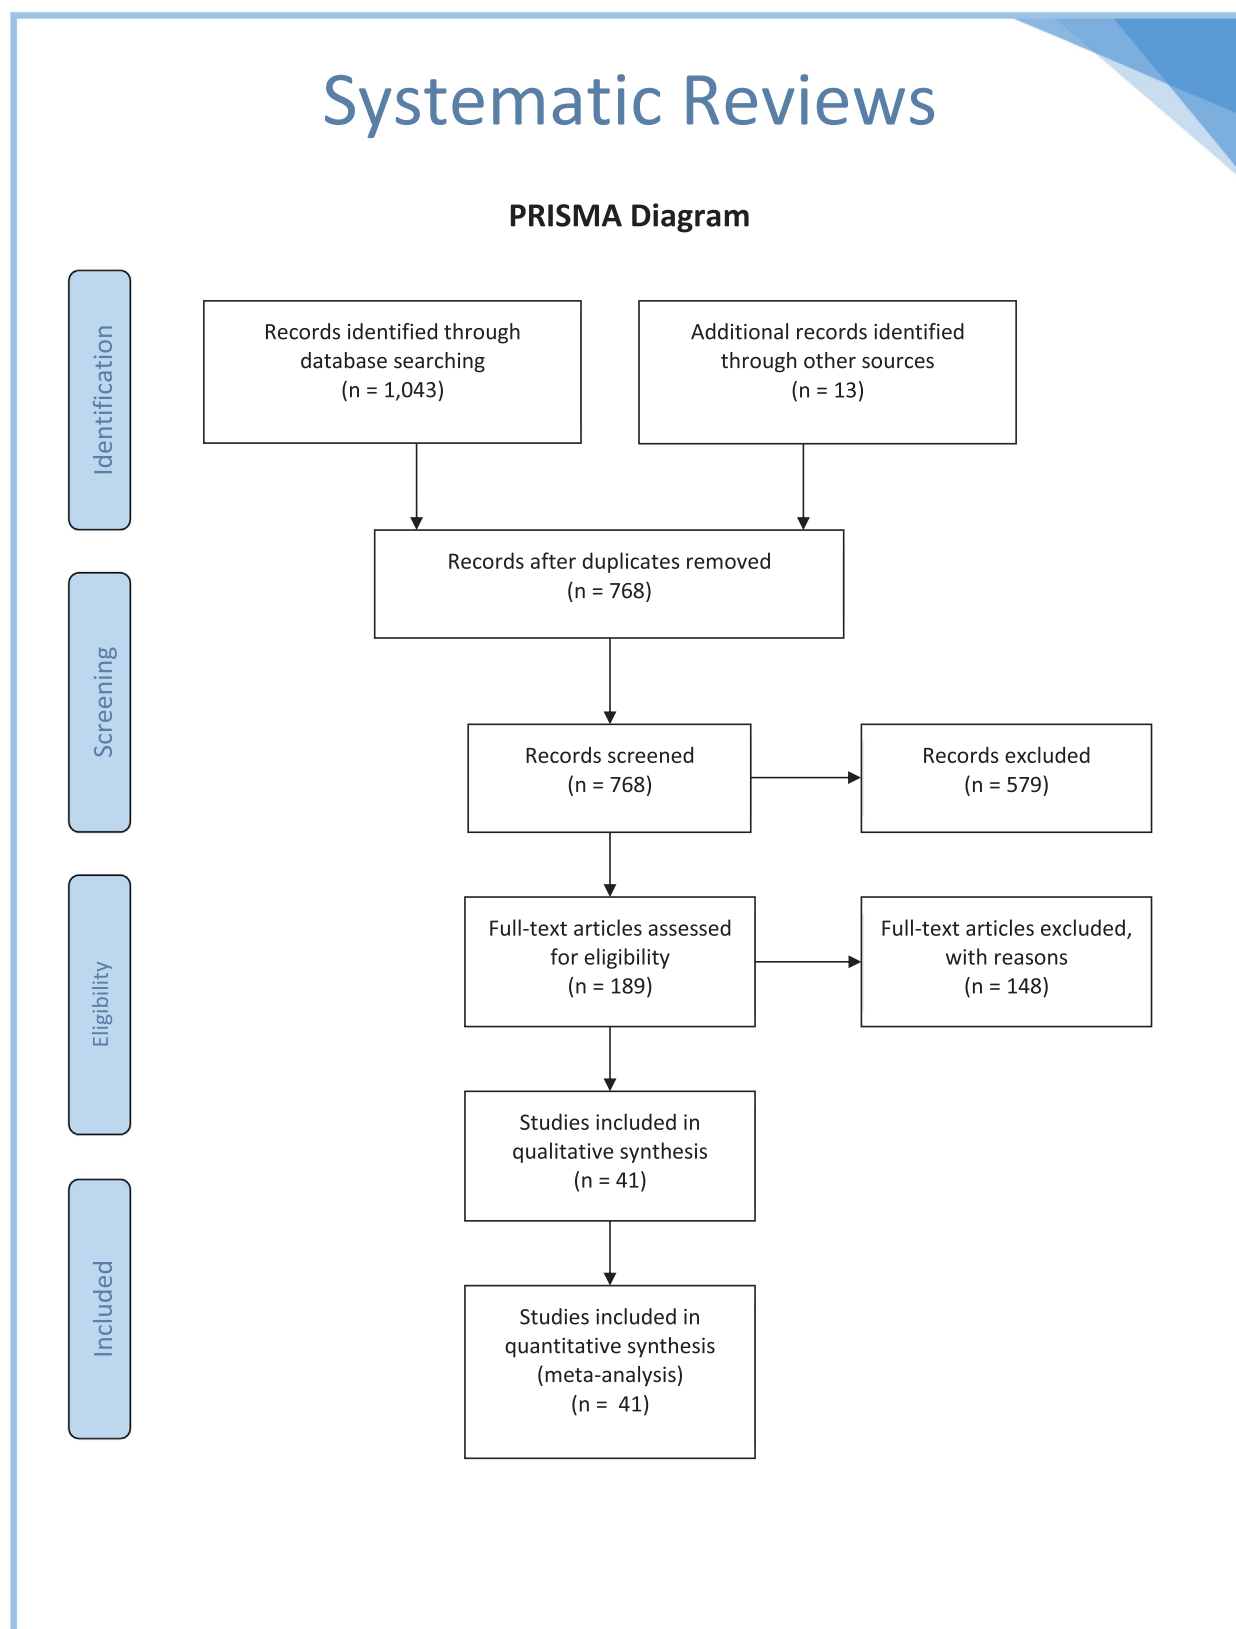 Systematic Reviews
PRISMA Diagram
Identification
Records identified through
database searching
(n = 1,043)
Additional records identified
through other sources
(n = 13)
Records after duplicates removed
(n = 768)
Screening
Records screened
(n = 768)
Records excluded
(n = 579)
Eligibility
Full-text articles assessed
for eligibility
(n = 189)
Full-text articles excluded,
with reasons
(n = 148)
Studies included in
qualitative synthesis
(n = 41)
Included
Studies included in
quantitative synthesis
(meta-analysis)
(n =  41)